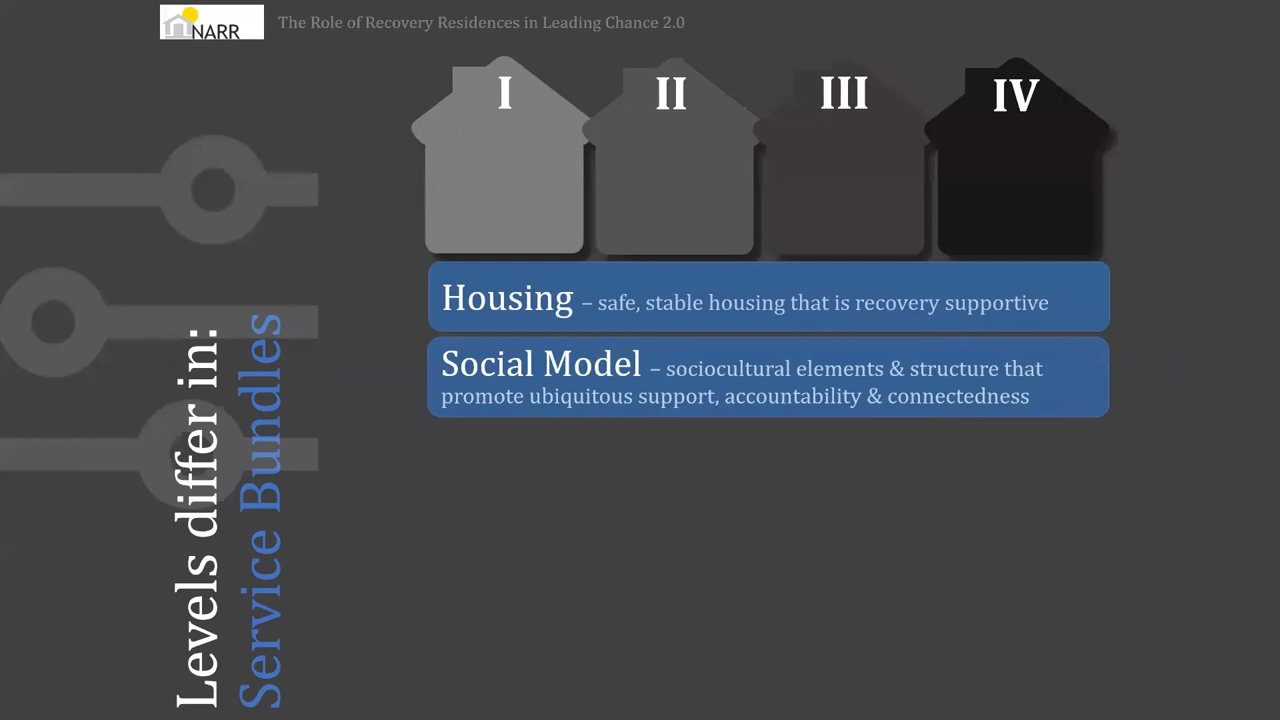 NARR
The Role of Recovery Residences in Leading Chance 2.0
I
II
III
IV
Housing – safe, stable housing that is recovery supportive
Social Model – sociocultural elements & structure that
promote ubiquitous support, accountability & connectedness
Levels differ in:
Service Bundles